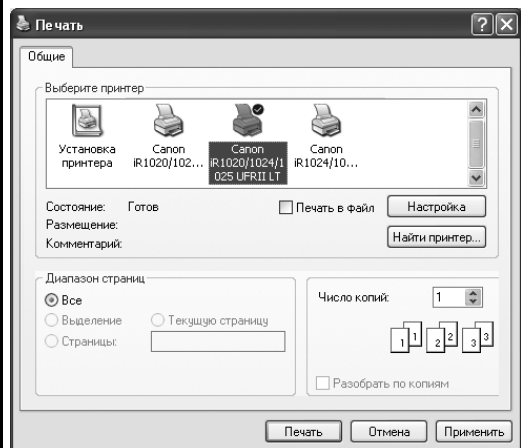 Печать
Общие
Выберите принтер
Установка принтера
Canon iR1020/102...
Canon iR1020/1024/1025 UFRII LT
Canon iR1024/10...
Состояние: Готов
Печать в файл
Настройка
Размещение:
Комментарий:
Найти принтер...
Диапазон страниц
Все
Выделение
Текущую страницу
Страницы:
Число копий: 1
1 1 2 2 3 3
Разобрать по копиям
Печать
Отмена
Применить